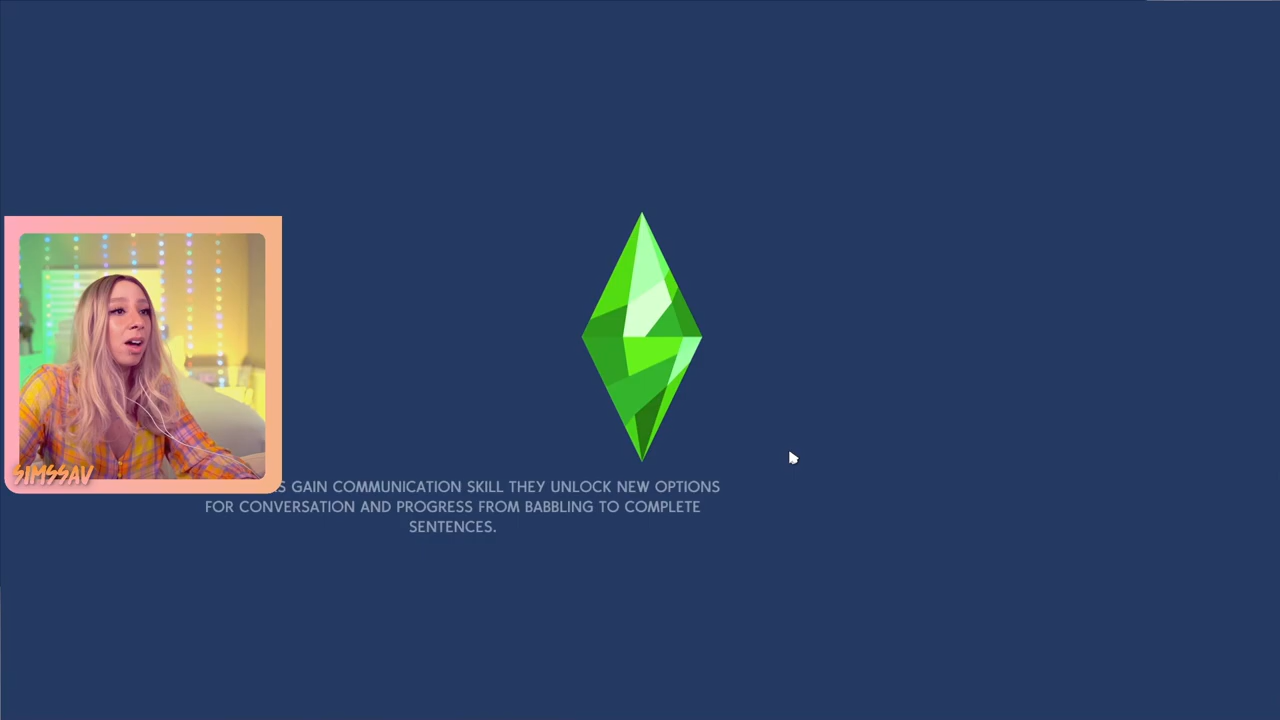 SIMSSAV
GAIN COMMUNICATION SKILL THEY UNLOCK NEW OPTIONS
FOR CONVERSATION AND PROGRESS FROM BABBLING TO COMPLETE
SENTENCES.